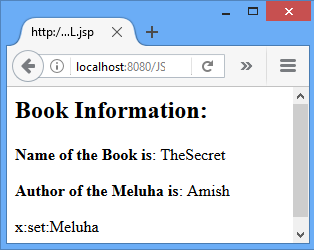 http:/...L.jsp
localhost:8080/JS
Book Information:
Name of the Book is: TheSecret
Author of the Meluha is: Amish
x:set:Meluha